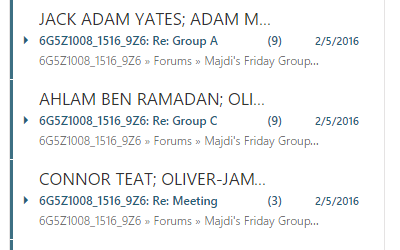 JACK ADAM YATES; ADAM M...
6G5Z1008_1516_9Z6: Re: Group A (9) 2/5/2016
6G5Z1008_1516_9Z6 » Forums » Majdi's Friday Group...
AHLAM BEN RAMADAN; OLI...
6G5Z1008_1516_9Z6: Re: Group C (9) 2/5/2016
6G5Z1008_1516_9Z6 » Forums » Majdi's Friday Group...
CONNOR TEAT; OLIVER-JAM...
6G5Z1008_1516_9Z6: Re: Meeting (3) 2/5/2016
6G5Z1008_1516_9Z6 » Forums » Majdi's Friday Group...